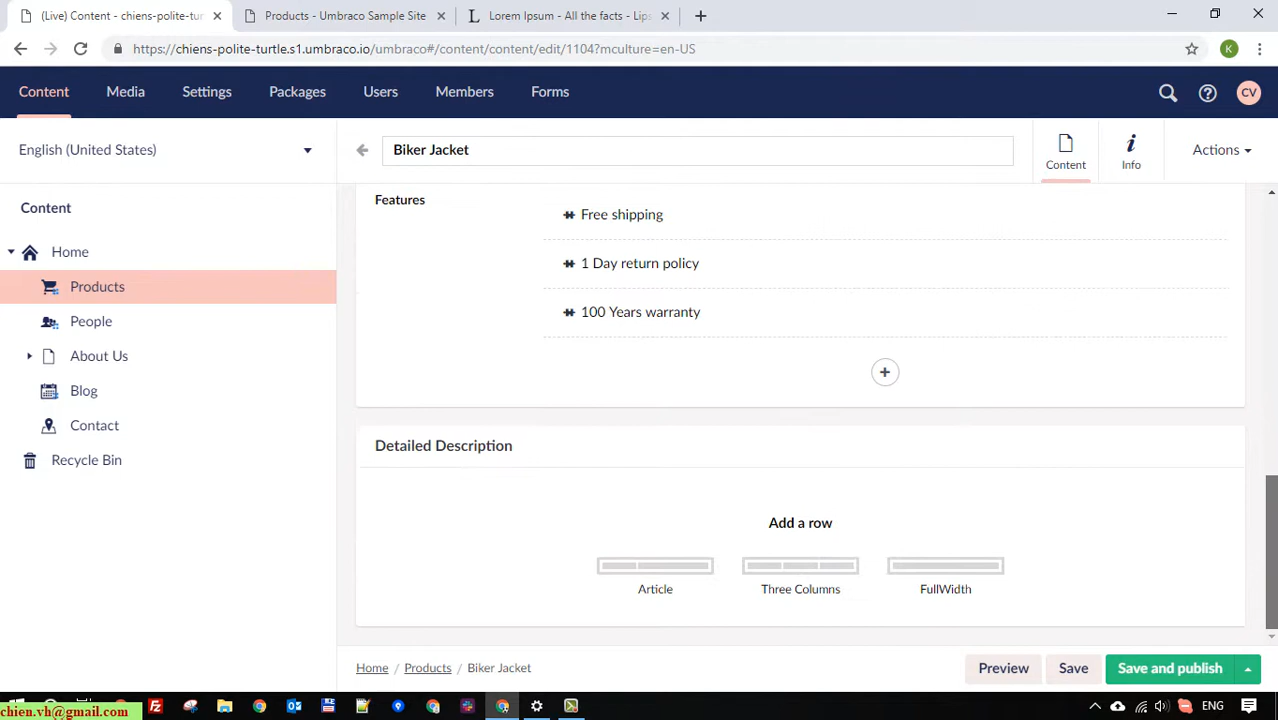 (Live) Content - chiens-polite-tur
Products - Umbraco Sample Site
Lorem Ipsum - All the facts - Lips
https://chiens-polite-turtle.s1.umbraco.io/umbraco#/content/content/edit/1104?mculture=en-US
K
Content
Media
Settings
Packages
Users
Members
Forms
CV
English (United States)
Biker Jacket
Content
Info
Actions
Content
Home
Products
People
About Us
Blog
Contact
Recycle Bin
Features
Free shipping
1 Day return policy
100 Years warranty
Detailed Description
Add a row
Article
Three Columns
FullWidth
Home / Products / Biker Jacket
Preview
Save
Save and publish
chien.vh@gmail.com
ENG